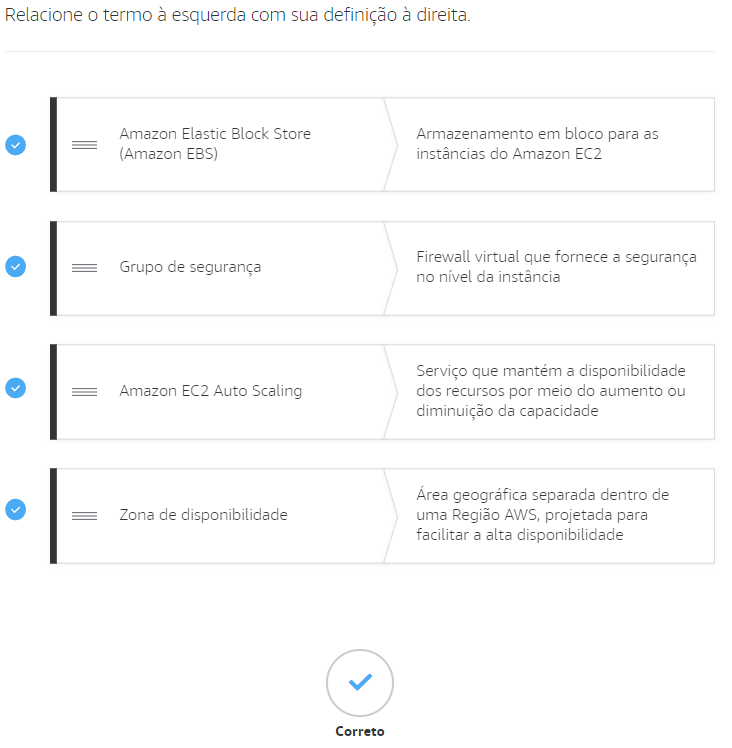 Relacione o termo à esquerda com sua definição à direita.
Amazon Elastic Block Store
(Amazon EBS)
Armazenamento em bloco para as
instâncias do Amazon EC2
Grupo de segurança
Firewall virtual que fornece a segurança
no nível da instância
Amazon EC2 Auto Scaling
Serviço que mantém a disponibilidade
dos recursos por meio do aumento ou
diminuição da capacidade
Zona de disponibilidade
Área geográfica separada dentro de
uma Região AWS, projetada para
facilitar a alta disponibilidade
Correto